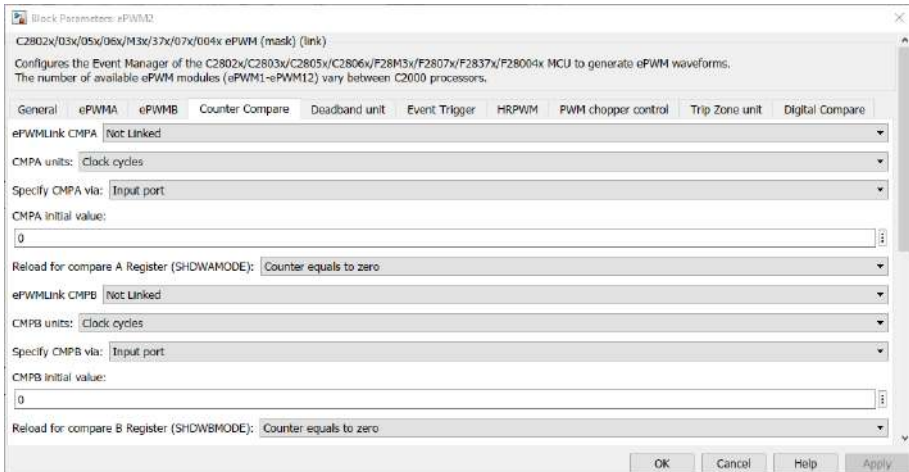 Block Parameters: ePWM2
C2802x/03x/05x/06x/M3x/37x/07x/004x ePWM (mask) (link)
Configures the Event Manager of the C2802x/C2803x/C2805x/C2806x/F28M3x/F2807x/F2837x/F28004x MCU to generate ePWM waveforms.
The number of available ePWM modules (ePWM1-ePWM12) vary between C2000 processors.
General ePWMA ePWMB Counter Compare Deadband unit Event Trigger HRPWM PWM chopper control Trip Zone unit Digital Compare
ePWMLink CMPA Not Linked
CMPA units: Clock cycles
Specify CMPA via: Input port
CMPA initial value:
0
Reload for compare A Register (SHDWAMODE): Counter equals to zero
ePWMLink CMPB Not Linked
CMPB units: Clock cycles
Specify CMPB via: Input port
CMPB initial value:
0
Reload for compare B Register (SHDWBMODE): Counter equals to zero
OK Cancel Help Apply